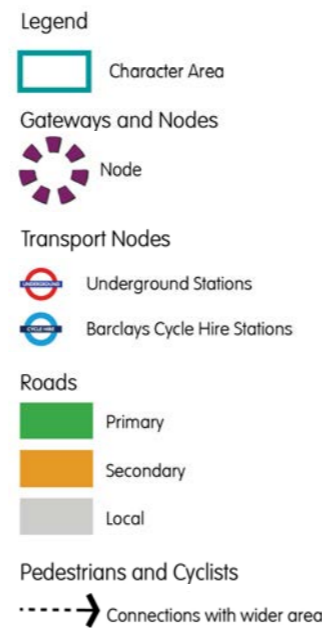 Legend
Character Area
Gateways and Nodes
Node
Transport Nodes
UNDERGROUND
Underground Stations
CYCLE HIRE
Barclays Cycle Hire Stations
Roads
Primary
Secondary
Local
Pedestrians and Cyclists
Connections with wider area